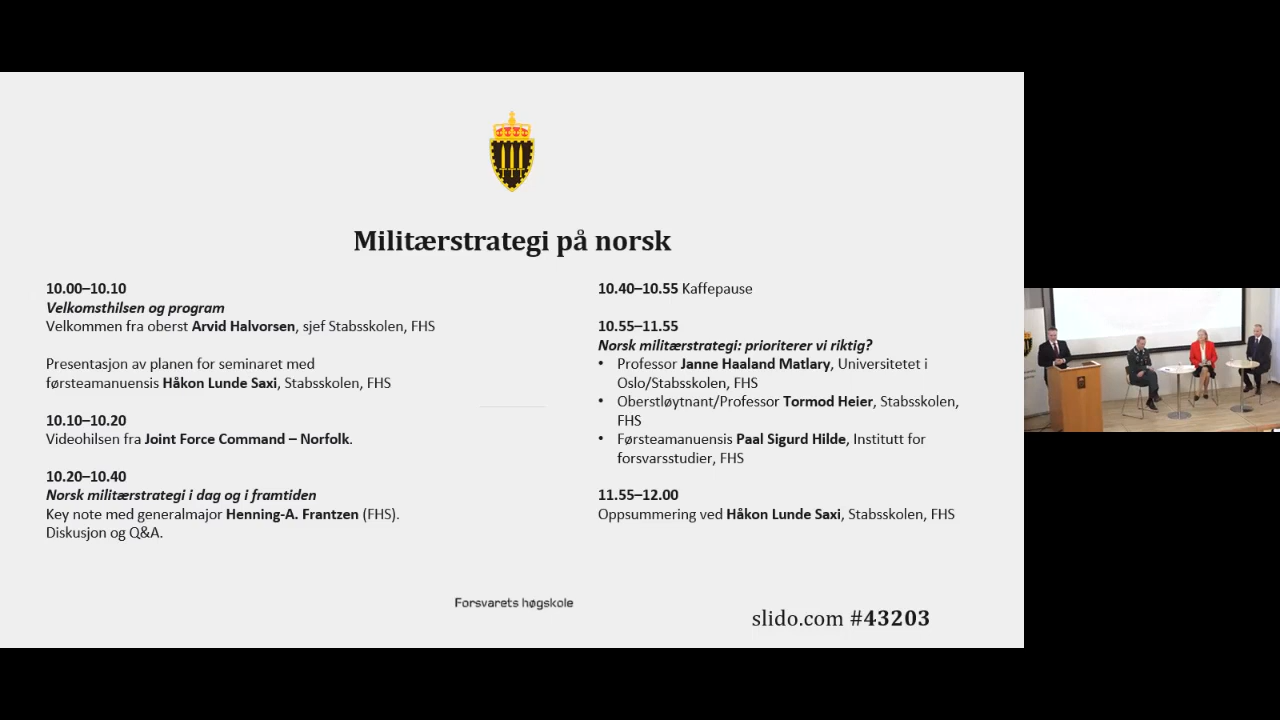 Militærstrategi på norsk
10.00–10.10
Velkomsthilsen og program
Velkommen fra oberst Arvid Halvorsen, sjef Stabsskolen, FHS
Presentasjon av planen for seminaret med
førsteamanuensis Håkon Lunde Saxi, Stabsskolen, FHS
10.10–10.20
Videohilsen fra Joint Force Command – Norfolk.
10.20–10.40
Norsk militærstrategi i dag og i framtiden
Key note med generalmajor Henning-A. Frantzen (FHS).
Diskusjon og Q&A.
10.40–10.55 Kaffepause
10.55–11.55
Norsk militærstrategi: prioriterer vi riktig?
• Professor Janne Haaland Matlary, Universitetet i
Oslo/Stabsskolen, FHS
• Oberstløytnant/Professor Tormod Heier, Stabsskolen,
FHS
• Førsteamanuensis Paal Sigurd Hilde, Institutt for
forsvarsstudier, FHS
11.55–12.00
Oppsummering ved Håkon Lunde Saxi, Stabsskolen, FHS
Forsvarets høgskole
slido.com #43203